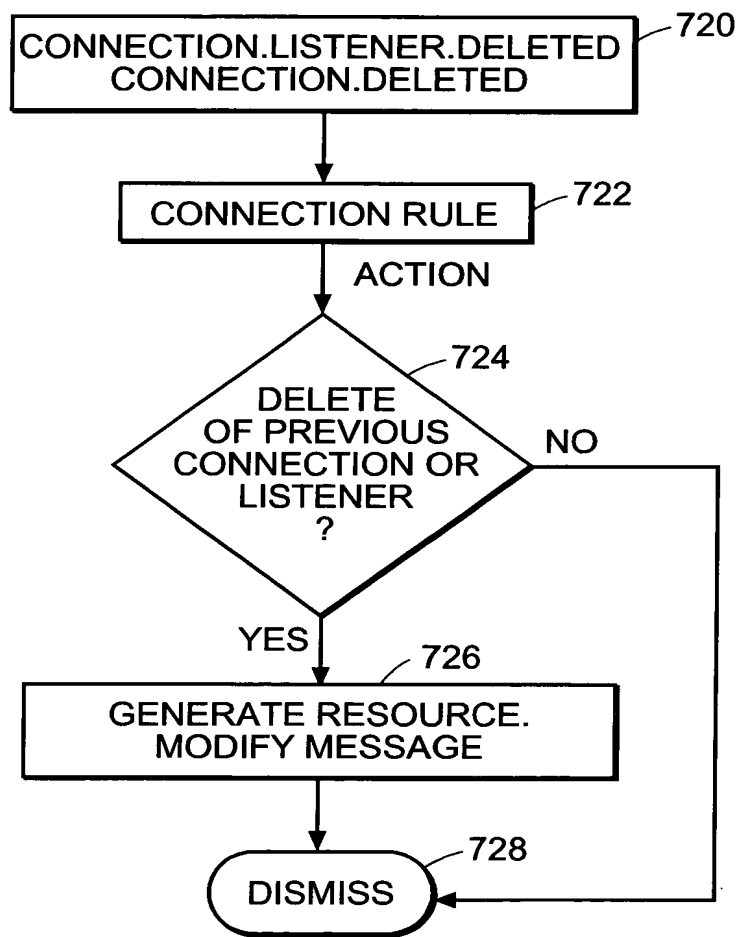 CONNECTION.LISTENER.DELETED
CONNECTION.DELETED
720
CONNECTION RULE
722
ACTION
724
DELETE
OF PREVIOUS
CONNECTION OR
LISTENER
?
NO
YES
726
GENERATE RESOURCE.
MODIFY MESSAGE
728
DISMISS